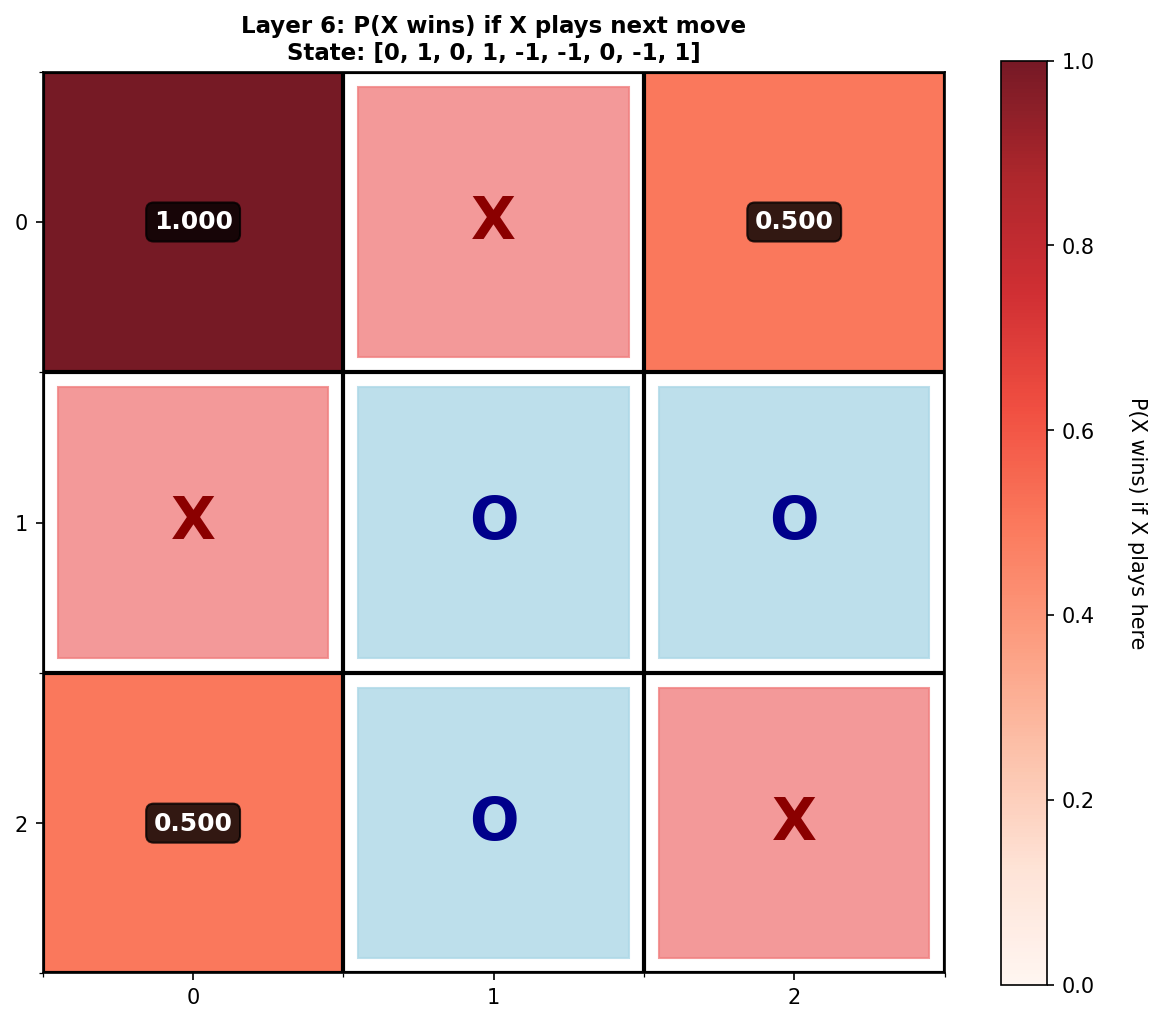 Layer 6: P(X wins) if X plays next move
State: [0, 1, 0, 1, -1, -1, 0, -1, 1]
0
1.000
X
0.500
1
X
O
O
2
0.500
O
X
0
1
2
1.0
0.8
0.6
0.4
0.2
0.0
P(X wins) if X plays here